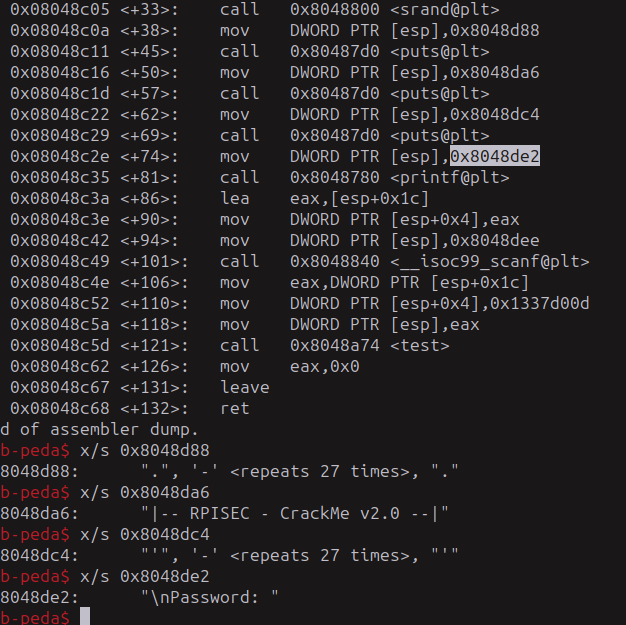 0x08048c05 <+33>: call 0x8048800 <srand@plt>
0x08048c0a <+38>: mov DWORD PTR [esp],0x8048d88
0x08048c11 <+45>: call 0x80487d0 <puts@plt>
0x08048c16 <+50>: mov DWORD PTR [esp],0x8048da6
0x08048c1d <+57>: call 0x80487d0 <puts@plt>
0x08048c22 <+62>: mov DWORD PTR [esp],0x8048dc4
0x08048c29 <+69>: call 0x80487d0 <puts@plt>
0x08048c2e <+74>: mov DWORD PTR [esp],0x8048de2
0x08048c35 <+81>: call 0x8048780 <printf@plt>
0x08048c3a <+86>: lea eax,[esp+0x1c]
0x08048c3e <+90>: mov DWORD PTR [esp+0x4],eax
0x08048c42 <+94>: mov DWORD PTR [esp],0x8048dee
0x08048c49 <+101>: call 0x8048840 <__isoc99_scanf@plt>
0x08048c4e <+106>: mov eax,DWORD PTR [esp+0x1c]
0x08048c52 <+110>: mov DWORD PTR [esp+0x4],0x1337d00d
0x08048c5a <+118>: mov DWORD PTR [esp],eax
0x08048c5d <+121>: call 0x8048a74 <test>
0x08048c62 <+126>: mov eax,0x0
0x08048c67 <+131>: leave
0x08048c68 <+132>: ret
d of assembler dump.
b-peda$ x/s 0x8048d88
8048d88: ".", '-' <repeats 27 times>, "."
b-peda$ x/s 0x8048da6
8048da6: "|-- RPISEC - CrackMe v2.0 --|"
b-peda$ x/s 0x8048dc4
8048dc4: "'", '-' <repeats 27 times>, "'"
b-peda$ x/s 0x8048de2
8048de2: "\nPassword: "
b-peda$